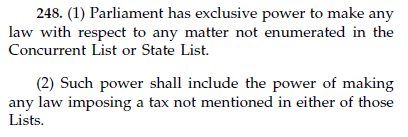 248. (1) Parliament has exclusive power to make any
law with respect to any matter not enumerated in the
Concurrent List or State List.
(2) Such power shall include the power of making
any law imposing a tax not mentioned in either of those
Lists.